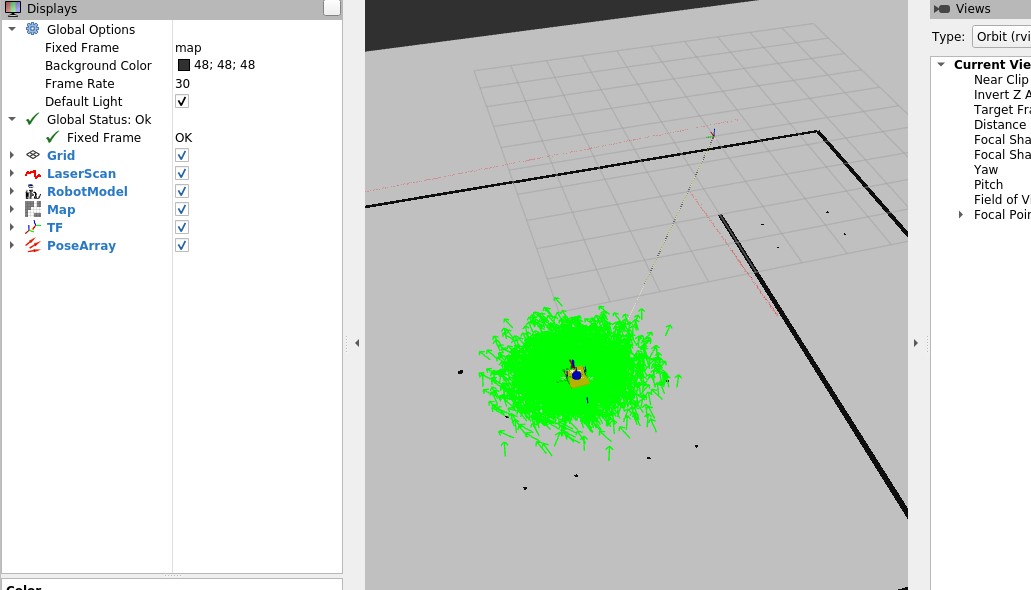 Displays
Global Options
Fixed Frame map
Background Color 48; 48; 48
Frame Rate 30
Default Light
Global Status: Ok
Fixed Frame OK
Grid
LaserScan
RobotModel
Map
TF
PoseArray
Color
Views
Type: Orbit (rvi
Current Vie
Near Clip
Invert Z A
Target Fra
Distance
Focal Sha
Focal Sha
Yaw
Pitch
Field of Vi
Focal Poin